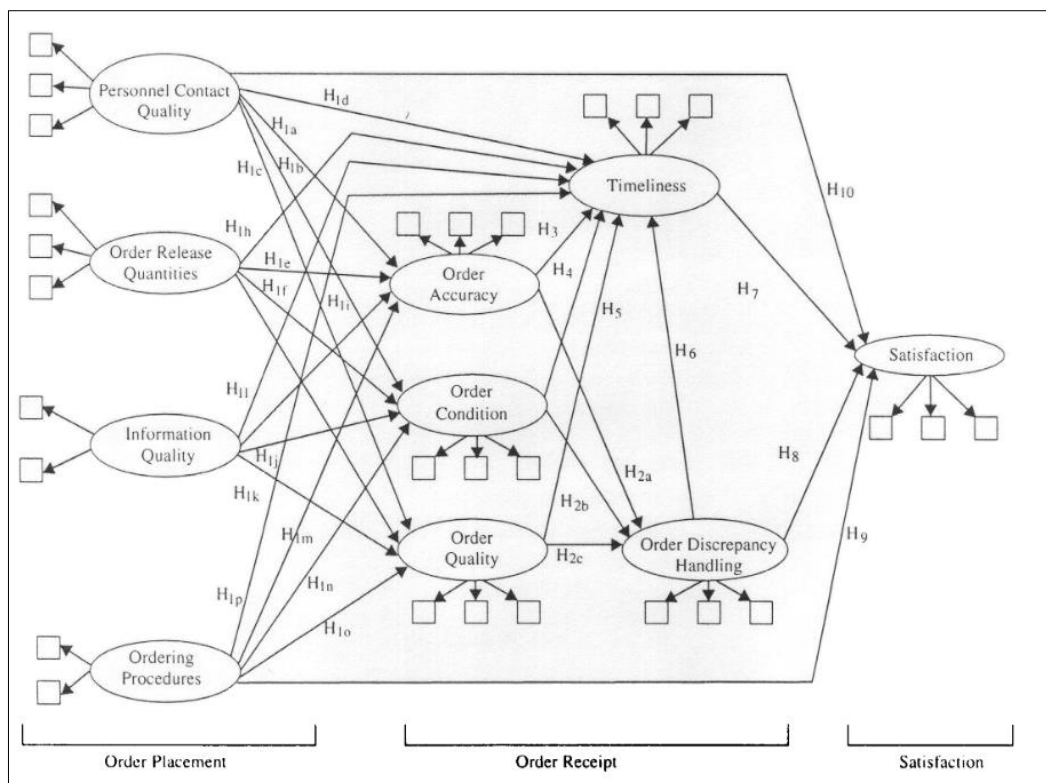 Personnel Contact
Quality
H1d
H1a
H1b
H1c
Timeliness
H10
Order Release
Quantities
H1h
H1e
H1f
H1i
Order
Accuracy
H3
H4
H5
H6
H7
Satisfaction
Information
Quality
H1l
H1j
H1k
Order
Condition
H2a
H2b
H8
Order
Quality
H2c
Order Discrepancy
Handling
H9
H1m
H1n
H1p
H1o
Ordering
Procedures
Order Placement
Order Receipt
Satisfaction